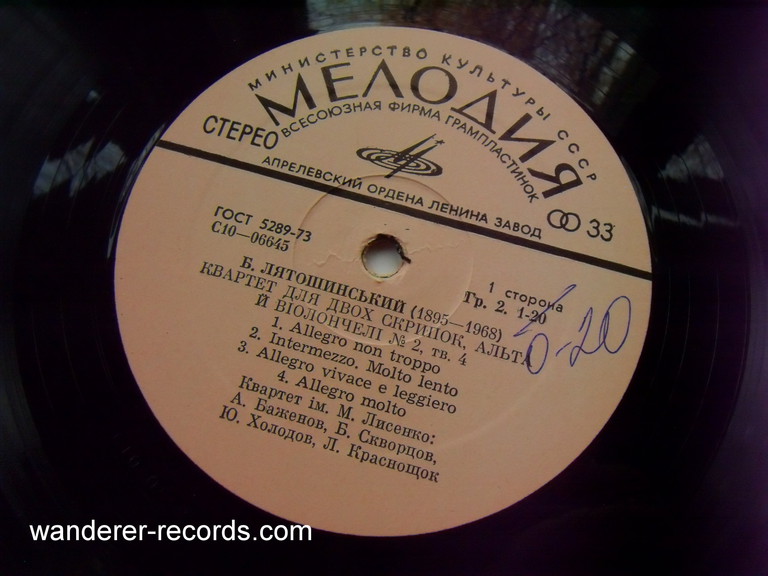 МИНИСТЕРСТВО КУЛЬТУРЫ СССР
МЕЛОДИЯ
ВСЕСОЮЗНАЯ ФИРМА ГРАМПЛАСТИНОК
СТЕРЕО
АПРЕЛЕВСКИЙ ОРДЕНА ЛЕНИНА ЗАВОД
33
ГОСТ 5289-73
С10—06645
1 сторона
Гр. 2. 1-20
6-20
Б. ЛЯТОШИНСЬКИЙ (1895—1968)
КВАРТЕТ ДЛЯ ДВОХ СКРИПОК, АЛЬТА
Й ВІОЛОНЧЕЛІ № 2, тв. 4
1. Allegro non troppo
2. Intermezzo. Molto lento
3. Allegro vivace e leggiero
4. Allegro molto
Квартет ім. М. Лисенко:
А. Баженов, Б. Скворцов,
Ю. Холодов, Л. Краснощок
wanderer-records.com